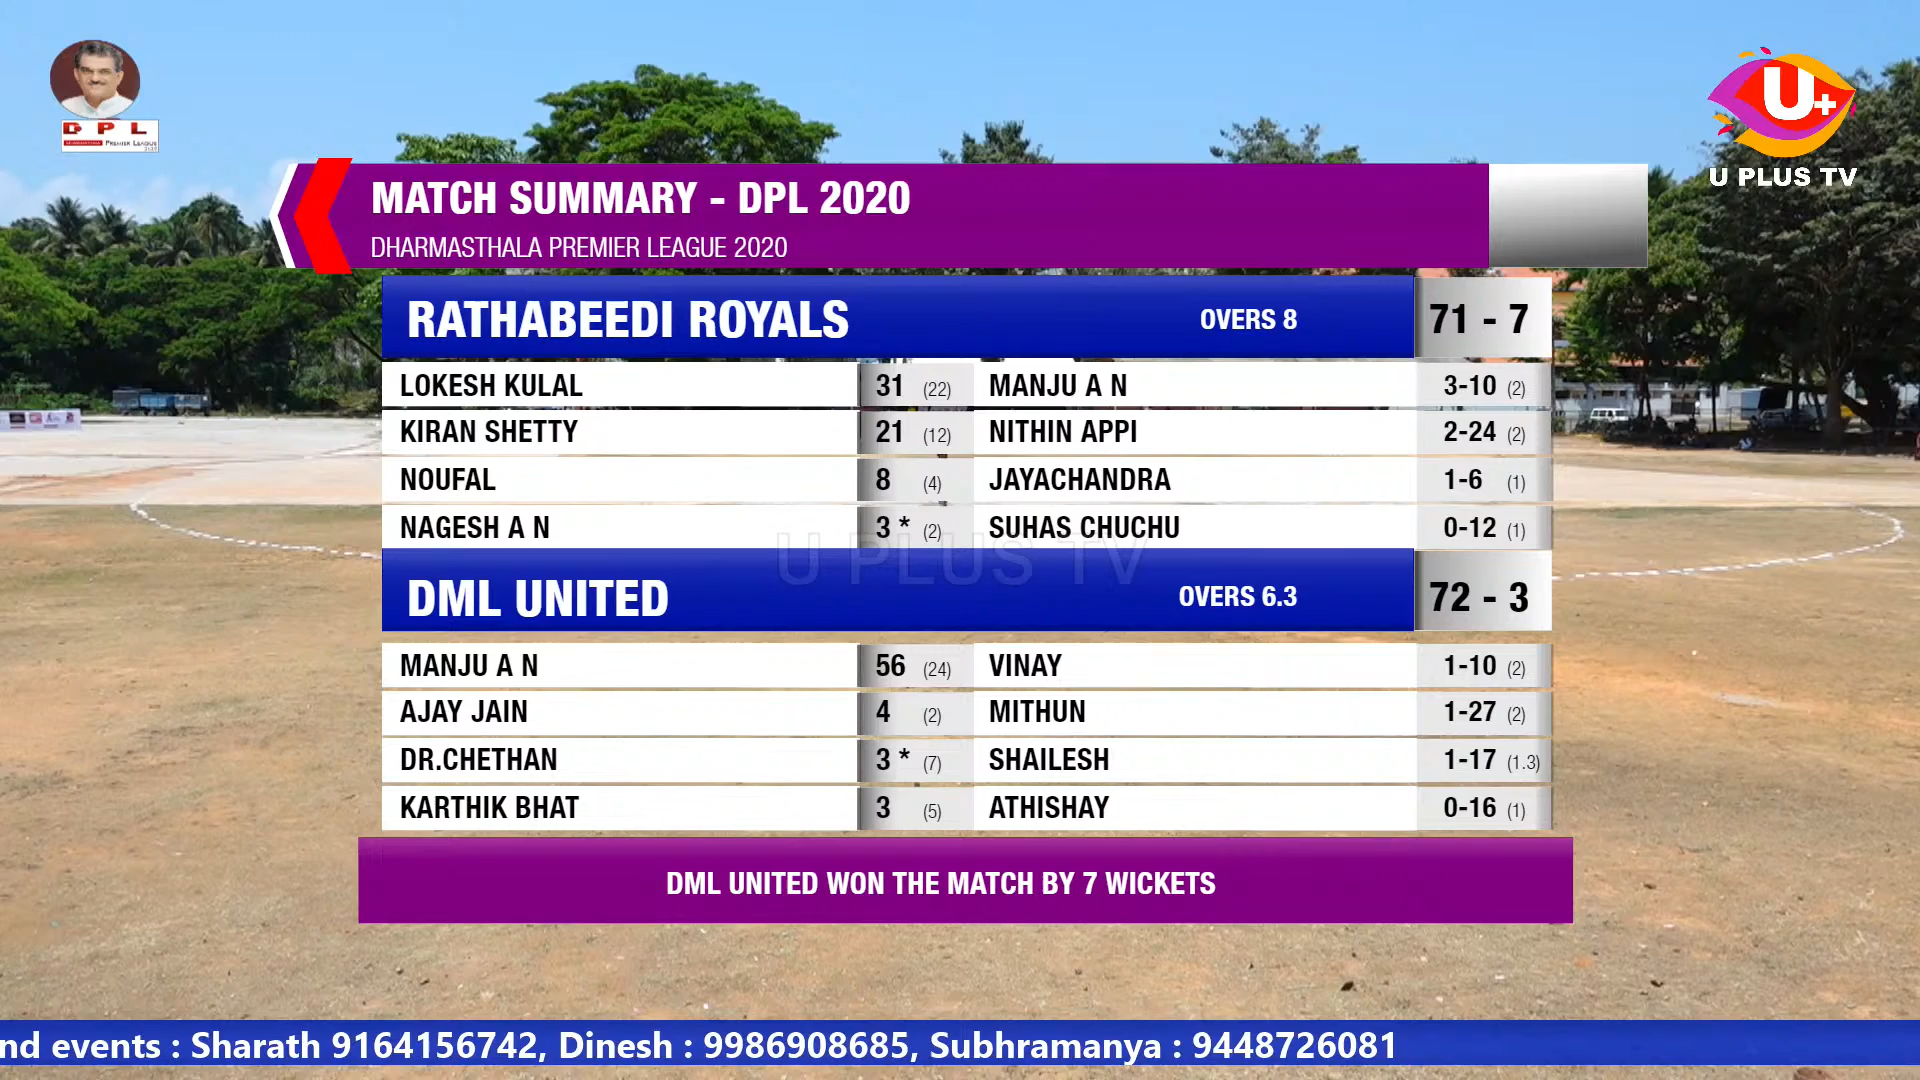 DPL
PREMIER LEAGUE
U+
U PLUS TV
MATCH SUMMARY - DPL 2020
DHARMASTHALA PREMIER LEAGUE 2020
RATHABEEDI ROYALS OVERS 8 71 - 7
LOKESH KULAL 31 (22) MANJU A N 3-10 (2)
KIRAN SHETTY 21 (12) NITHIN APPI 2-24 (2)
NOUFAL 8 (4) JAYACHANDRA 1-6 (1)
NAGESH A N 3 * (2) SUHAS CHUCHU 0-12 (1)
U PLUS TV
DML UNITED OVERS 6.3 72 - 3
MANJU A N 56 (24) VINAY 1-10 (2)
AJAY JAIN 4 (2) MITHUN 1-27 (2)
DR.CHETHAN 3 * (7) SHAILESH 1-17 (1.3)
KARTHIK BHAT 3 (5) ATHISHAY 0-16 (1)
DML UNITED WON THE MATCH BY 7 WICKETS
nd events : Sharath 9164156742, Dinesh : 9986908685, Subhramanya : 9448726081